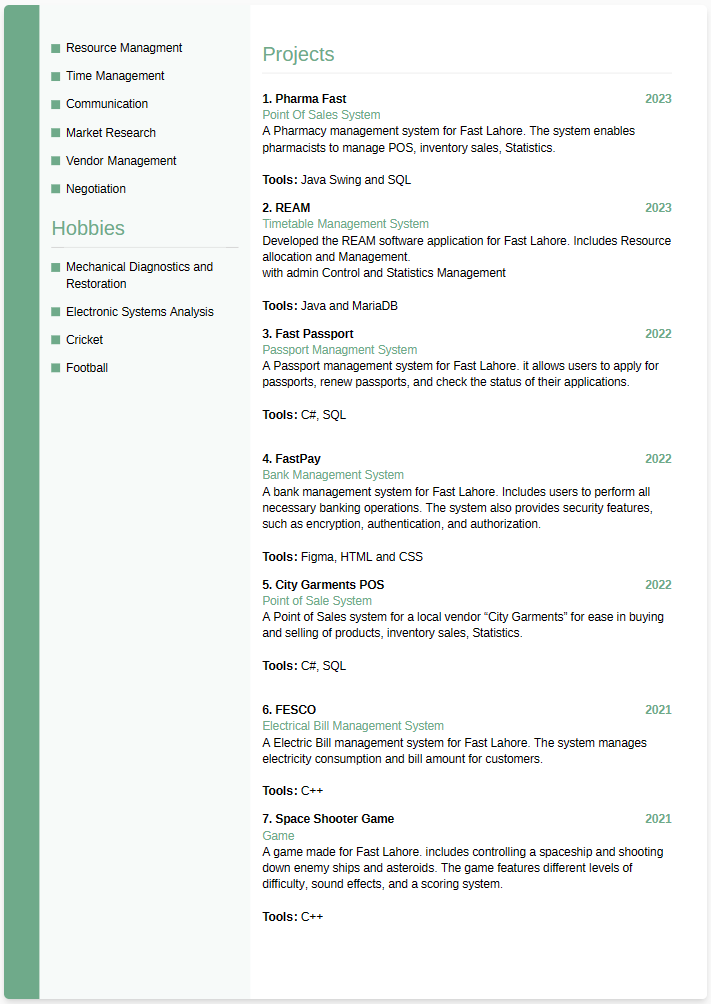 Resource Managment
Time Management
Communication
Market Research
Vendor Management
Negotiation
Hobbies
Mechanical Diagnostics and
Restoration
Electronic Systems Analysis
Cricket
Football
Projects
1. Pharma Fast 2023
Point Of Sales System
A Pharmacy management system for Fast Lahore. The system enables
pharmacists to manage POS, inventory sales, Statistics.
Tools: Java Swing and SQL
2. REAM 2023
Timetable Management System
Developed the REAM software application for Fast Lahore. Includes Resource
allocation and Management.
with admin Control and Statistics Management
Tools: Java and MariaDB
3. Fast Passport 2022
Passport Managment System
A Passport management system for Fast Lahore. it allows users to apply for
passports, renew passports, and check the status of their applications.
Tools: C#, SQL
4. FastPay 2022
Bank Management System
A bank management system for Fast Lahore. Includes users to perform all
necessary banking operations. The system also provides security features,
such as encryption, authentication, and authorization.
Tools: Figma, HTML and CSS
5. City Garments POS 2022
Point of Sale System
A Point of Sales system for a local vendor “City Garments” for ease in buying
and selling of products, inventory sales, Statistics.
Tools: C#, SQL
6. FESCO 2021
Electrical Bill Management System
A Electric Bill management system for Fast Lahore. The system manages
electricity consumption and bill amount for customers.
Tools: C++
7. Space Shooter Game 2021
Game
A game made for Fast Lahore. includes controlling a spaceship and shooting
down enemy ships and asteroids. The game features different levels of
difficulty, sound effects, and a scoring system.
Tools: C++